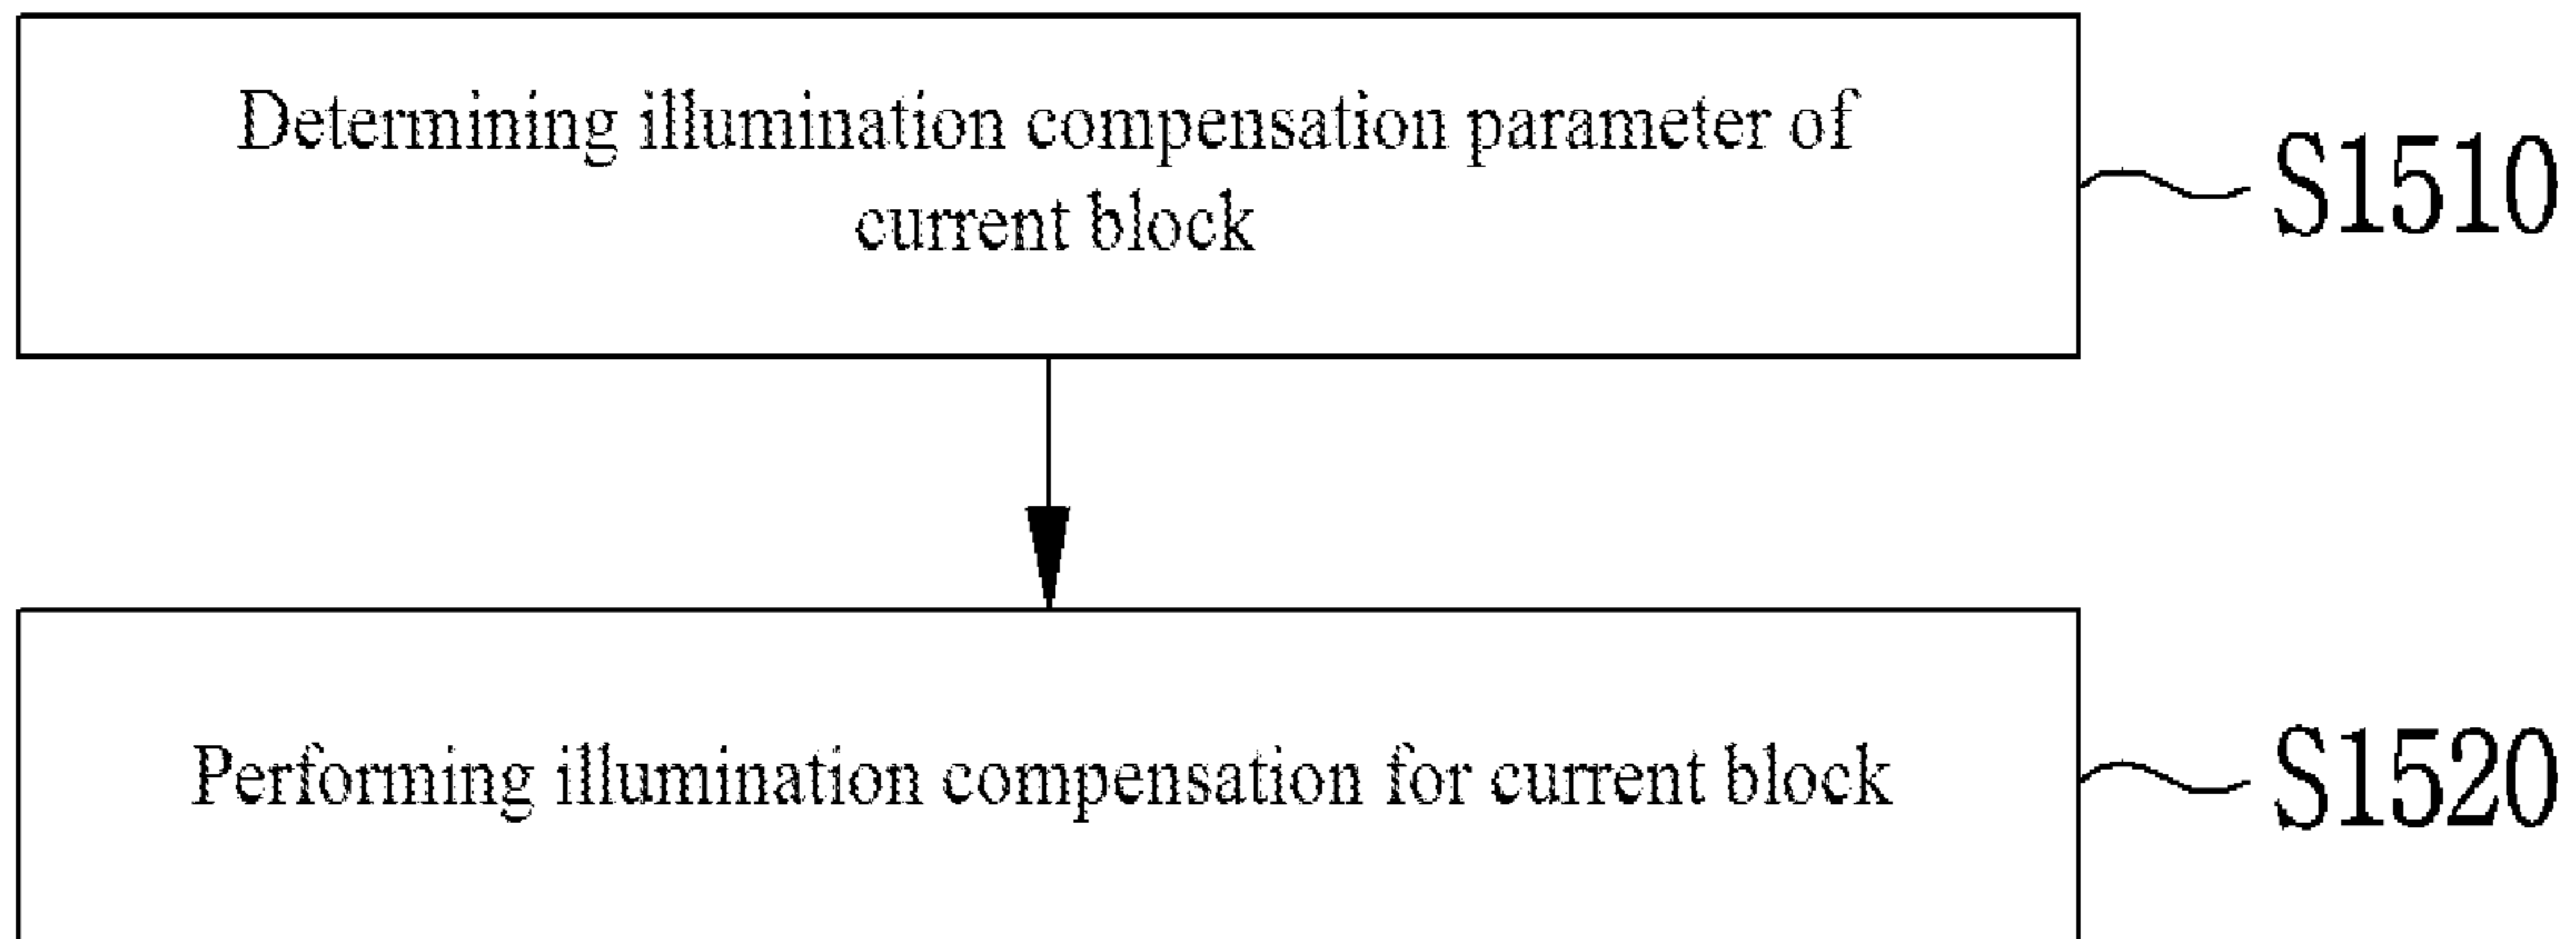 Determining illumination compensation parameter of
current block
S1510
Performing illumination compensation for current block
S1520